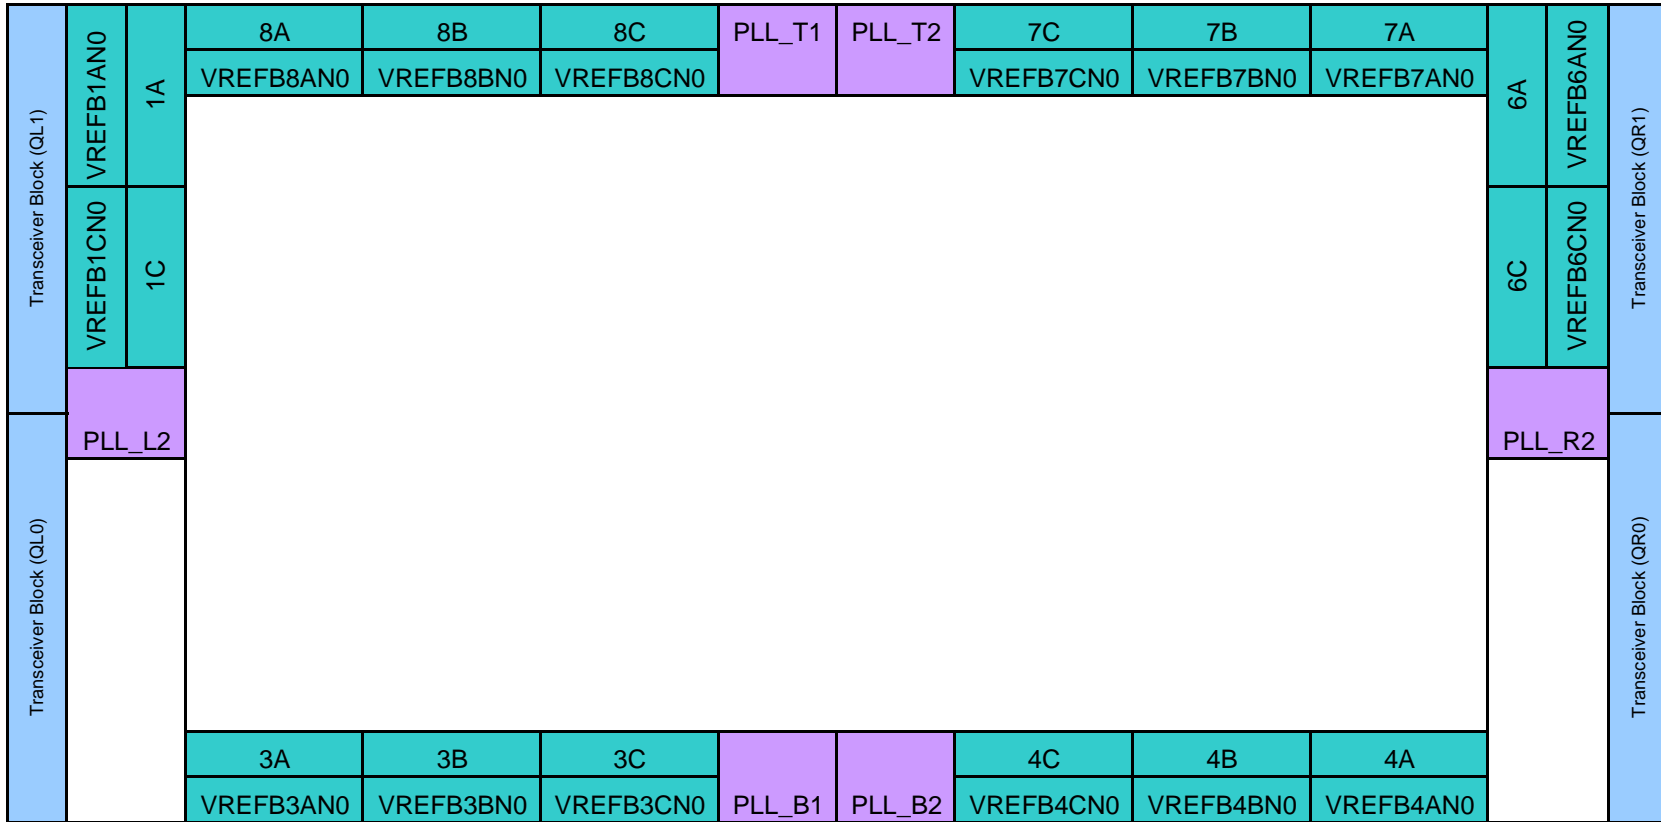 8A
8B
8C
PLL_T1
PLL_T2
7C
7B
7A
VREFB8AN0
VREFB8BN0
VREFB8CN0
VREFB7CN0
VREFB7BN0
VREFB7AN0
Transceiver Block (QL1)
VREFB1AN0
1A
6A
VREFB6AN0
Transceiver Block (QR1)
VREFB1CN0
1C
6C
VREFB6CN0
PLL_L2
PLL_R2
Transceiver Block (QL0)
Transceiver Block (QR0)
3A
3B
3C
4C
4B
4A
VREFB3AN0
VREFB3BN0
VREFB3CN0
PLL_B1
PLL_B2
VREFB4CN0
VREFB4BN0
VREFB4AN0